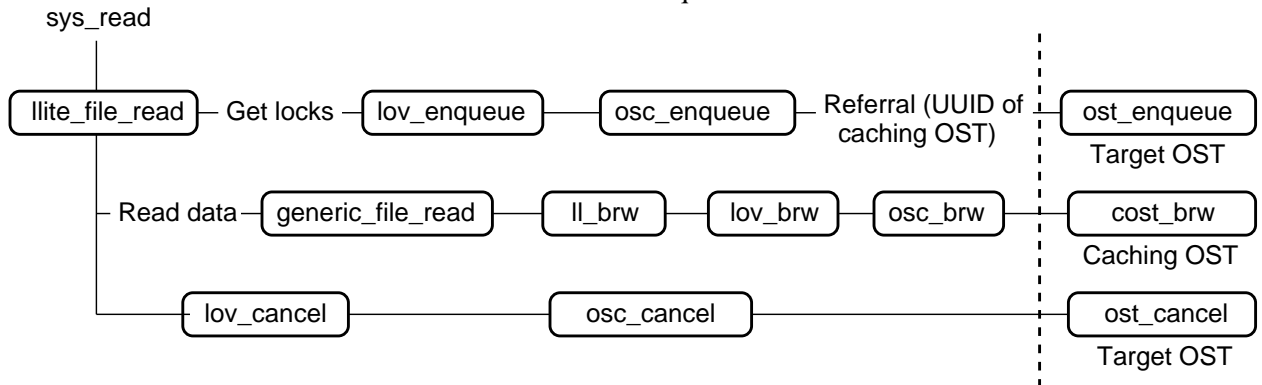 sys_read
llite_file_read Get locks lov_enqueue osc_enqueue Referral (UUID of caching OST) ost_enqueue
Target OST
Read data generic_file_read ll_brw lov_brw osc_brw cost_brw
Caching OST
lov_cancel osc_cancel ost_cancel
Target OST